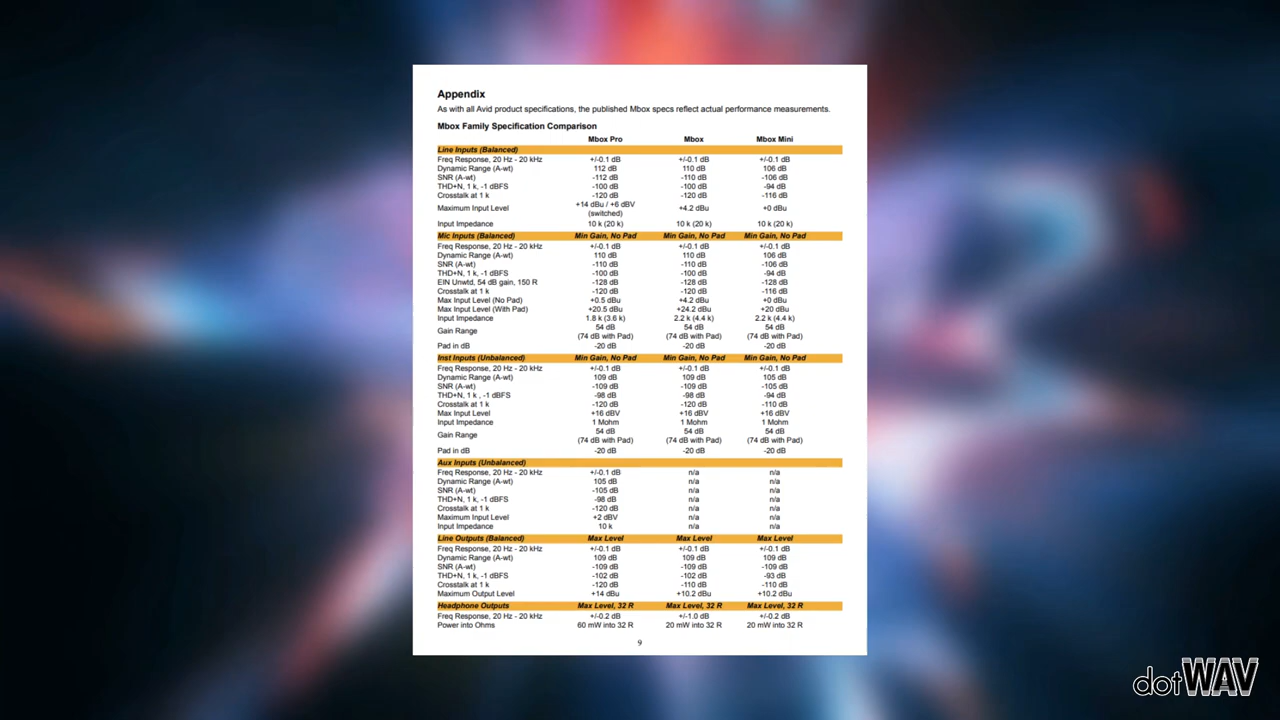 Appendix
As with all Avid product specifications, the published Mbox specs reflect actual performance measurements.
Mbox Family Specification Comparison
Mbox Pro Mbox Mbox Mini
Line Inputs (Balanced)
Freq Response, 20 Hz - 20 kHz +/-0.1 dB +/-0.1 dB +/-0.1 dB
Dynamic Range (A-wt) 112 dB 110 dB 106 dB
SNR (A-wt) -112 dB -110 dB -106 dB
THD+N, 1 k, -1 dBFS -100 dB -100 dB -94 dB
Crosstalk at 1 k -120 dB -120 dB -116 dB
Maximum Input Level +14 dBu / +6 dBV (switched) +4.2 dBu +0 dBu
Input Impedance 10 k (20 k) 10 k (20 k) 10 k (20 k)
Mic Inputs (Balanced) Min Gain, No Pad Min Gain, No Pad Min Gain, No Pad
Freq Response, 20 Hz - 20 kHz +/-0.1 dB +/-0.1 dB +/-0.1 dB
Dynamic Range (A-wt) 110 dB 110 dB 106 dB
SNR (A-wt) -110 dB -110 dB -106 dB
THD+N, 1 k, -1 dBFS -100 dB -100 dB -94 dB
EIN Unwtd, 54 dB gain, 150 R -128 dB -128 dB -128 dB
Crosstalk at 1 k -120 dB -120 dB -116 dB
Max Input Level (No Pad) +0.5 dBu +4.2 dBu +0 dBu
Max Input Level (With Pad) +20.5 dBu +24.2 dBu +20 dBu
Input Impedance 1.8 k (3.6 k) 2.2 k (4.4 k) 2.2 k (4.4 k)
Gain Range 54 dB (74 dB with Pad) 54 dB (74 dB with Pad) 54 dB (74 dB with Pad)
Pad in dB -20 dB -20 dB -20 dB
Inst Inputs (Unbalanced) Min Gain, No Pad Min Gain, No Pad Min Gain, No Pad
Freq Response, 20 Hz - 20 kHz +/-0.1 dB +/-0.1 dB +/-0.1 dB
Dynamic Range (A-wt) 109 dB 109 dB 105 dB
SNR (A-wt) -109 dB -109 dB -105 dB
THD+N, 1 k , -1 dBFS -98 dB -98 dB -94 dB
Crosstalk at 1 k -120 dB -120 dB -110 dB
Max Input Level +16 dBV +16 dBV +16 dBV
Input Impedance 1 Mohm 1 Mohm 1 Mohm
Gain Range 54 dB (74 dB with Pad) 54 dB (74 dB with Pad) 54 dB (74 dB with Pad)
Pad in dB -20 dB -20 dB -20 dB
Aux Inputs (Unbalanced)
Freq Response, 20 Hz - 20 kHz +/-0.1 dB n/a n/a
Dynamic Range (A-wt) 105 dB n/a n/a
SNR (A-wt) -105 dB n/a n/a
THD+N, 1 k, -1 dBFS -98 dB n/a n/a
Crosstalk at 1 k -120 dB n/a n/a
Maximum Input Level +2 dBV n/a n/a
Input Impedance 10 k n/a n/a
Line Outputs (Balanced) Max Level Max Level Max Level
Freq Response, 20 Hz - 20 kHz +/-0.1 dB +/-0.1 dB +/-0.1 dB
Dynamic Range (A-wt) 109 dB 109 dB 109 dB
SNR (A-wt) -109 dB -109 dB -109 dB
THD+N, 1 k, -1 dBFS -102 dB -102 dB -93 dB
Crosstalk at 1 k -120 dB -110 dB -110 dB
Maximum Output Level +14 dBu +10.2 dBu +10.2 dBu
Headphone Outputs Max Level, 32 R Max Level, 32 R Max Level, 32 R
Freq Response, 20 Hz - 20 kHz +/-0.2 dB +/-1.0 dB +/-0.2 dB
Power into Ohms 60 mW into 32 R 20 mW into 32 R 20 mW into 32 R
9
dotWAV